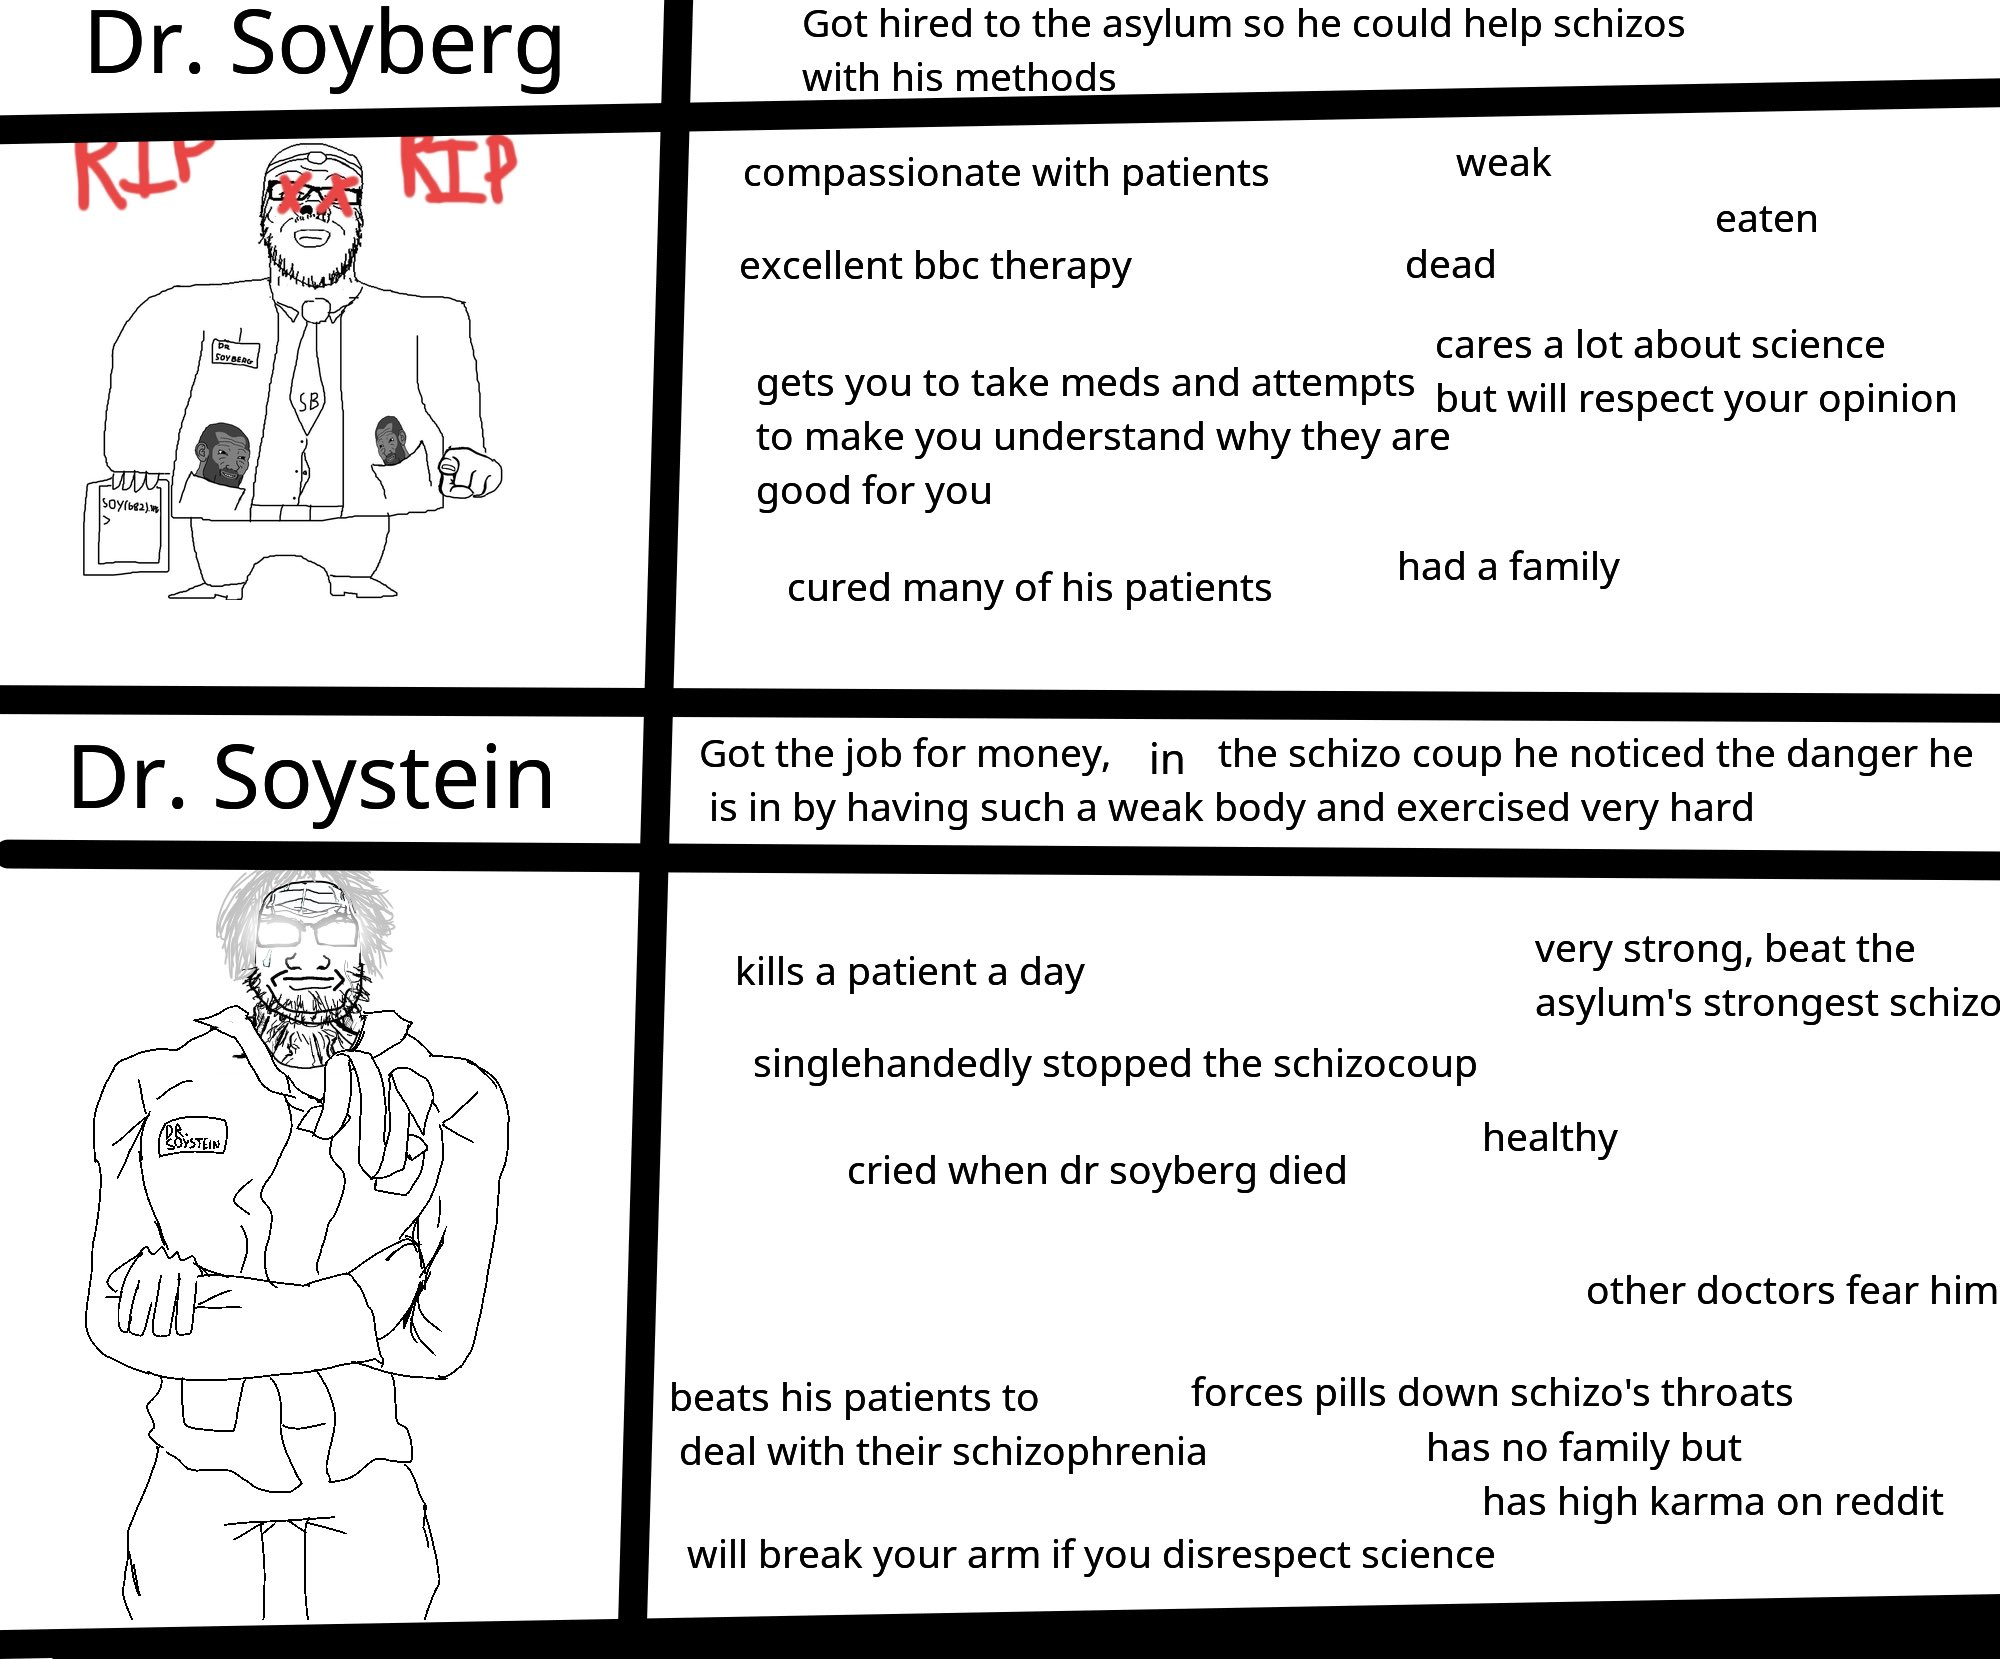 Dr. Soyberg
Got hired to the asylum so he could help schizos
with his methods
RIP
RIP
DR
SOYBERG
SB
>
compassionate with patients
weak
eaten
excellent bbc therapy
dead
cares a lot about science
but will respect your opinion
gets you to take meds and attempts
to make you understand why they are
good for you
cured many of his patients
had a family
Dr. Soystein
Got the job for money, in the schizo coup he noticed the danger he
is in by having such a weak body and exercised very hard
DR.
SOYSTEIN
kills a patient a day
very strong, beat the
asylum's strongest schizo
singlehandedly stopped the schizocoup
healthy
cried when dr soyberg died
other doctors fear him
beats his patients to
deal with their schizophrenia
forces pills down schizo's throats
has no family but
has high karma on reddit
will break your arm if you disrespect science